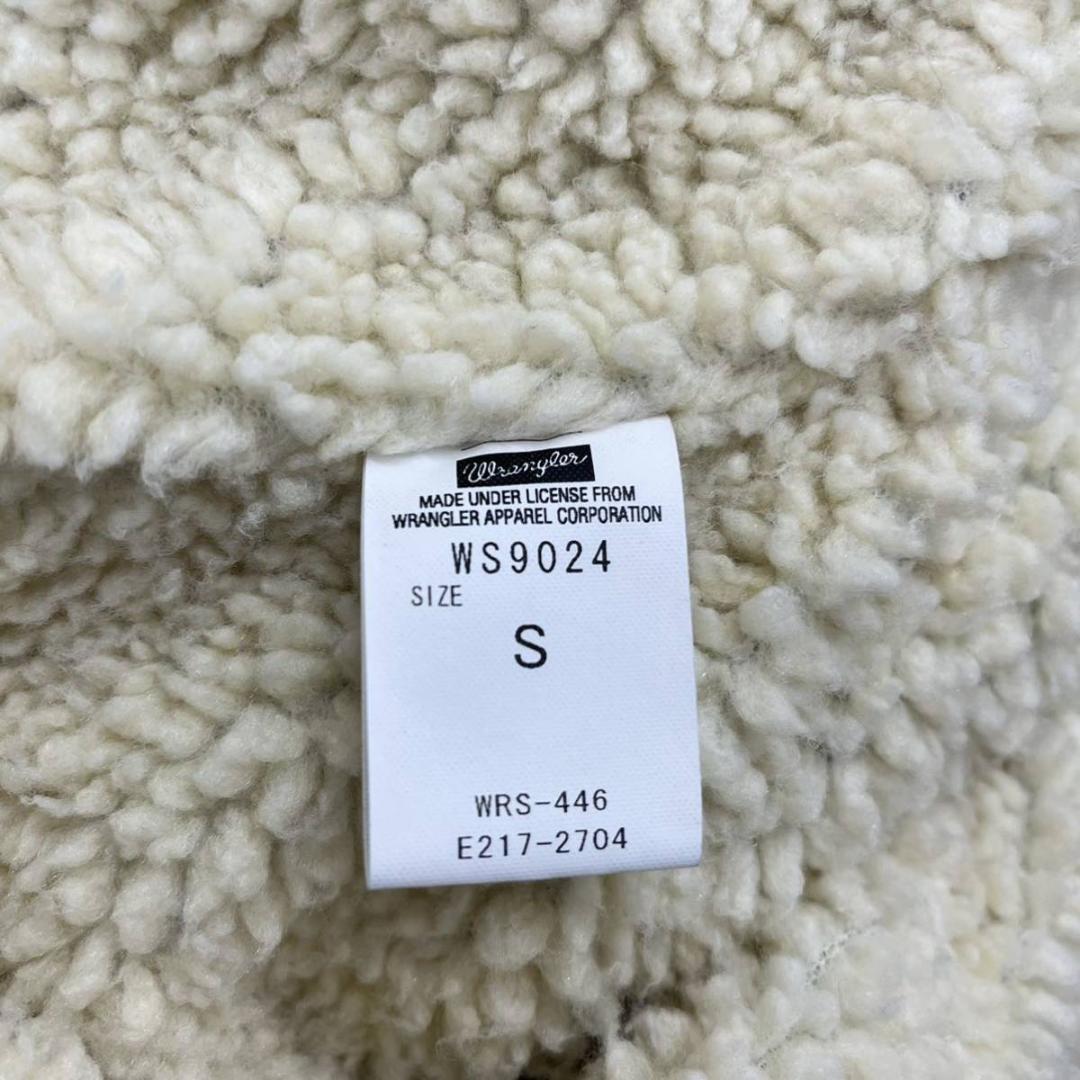 Wrangler
MADE UNDER LICENSE FROM
WRANGLER APPAREL CORPORATION
WS9024
SIZE
S
WRS-446
E217-2704